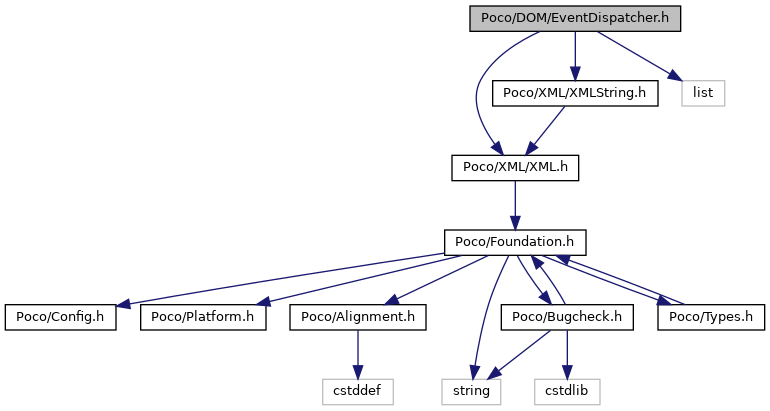 Poco/DOM/EventDispatcher.h
Poco/XML/XMLString.h
list
Poco/XML/XML.h
Poco/Foundation.h
Poco/Config.h
Poco/Platform.h
Poco/Alignment.h
Poco/Bugcheck.h
Poco/Types.h
cstddef
string
cstdlib